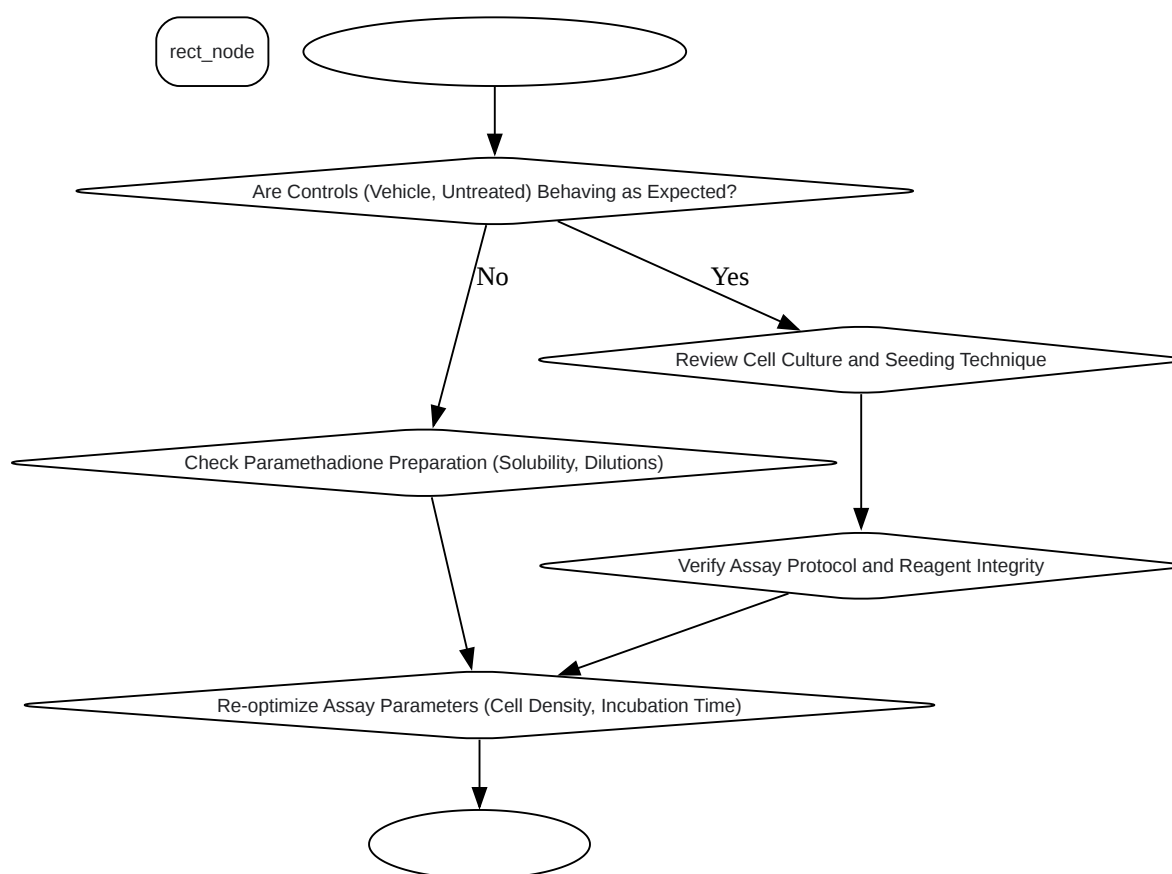 rect_node
Are Controls (Vehicle, Untreated) Behaving as Expected?
No
Yes
Review Cell Culture and Seeding Technique
Check Paramethadione Preparation (Solubility, Dilutions)
Verify Assay Protocol and Reagent Integrity
Re-optimize Assay Parameters (Cell Density, Incubation Time)